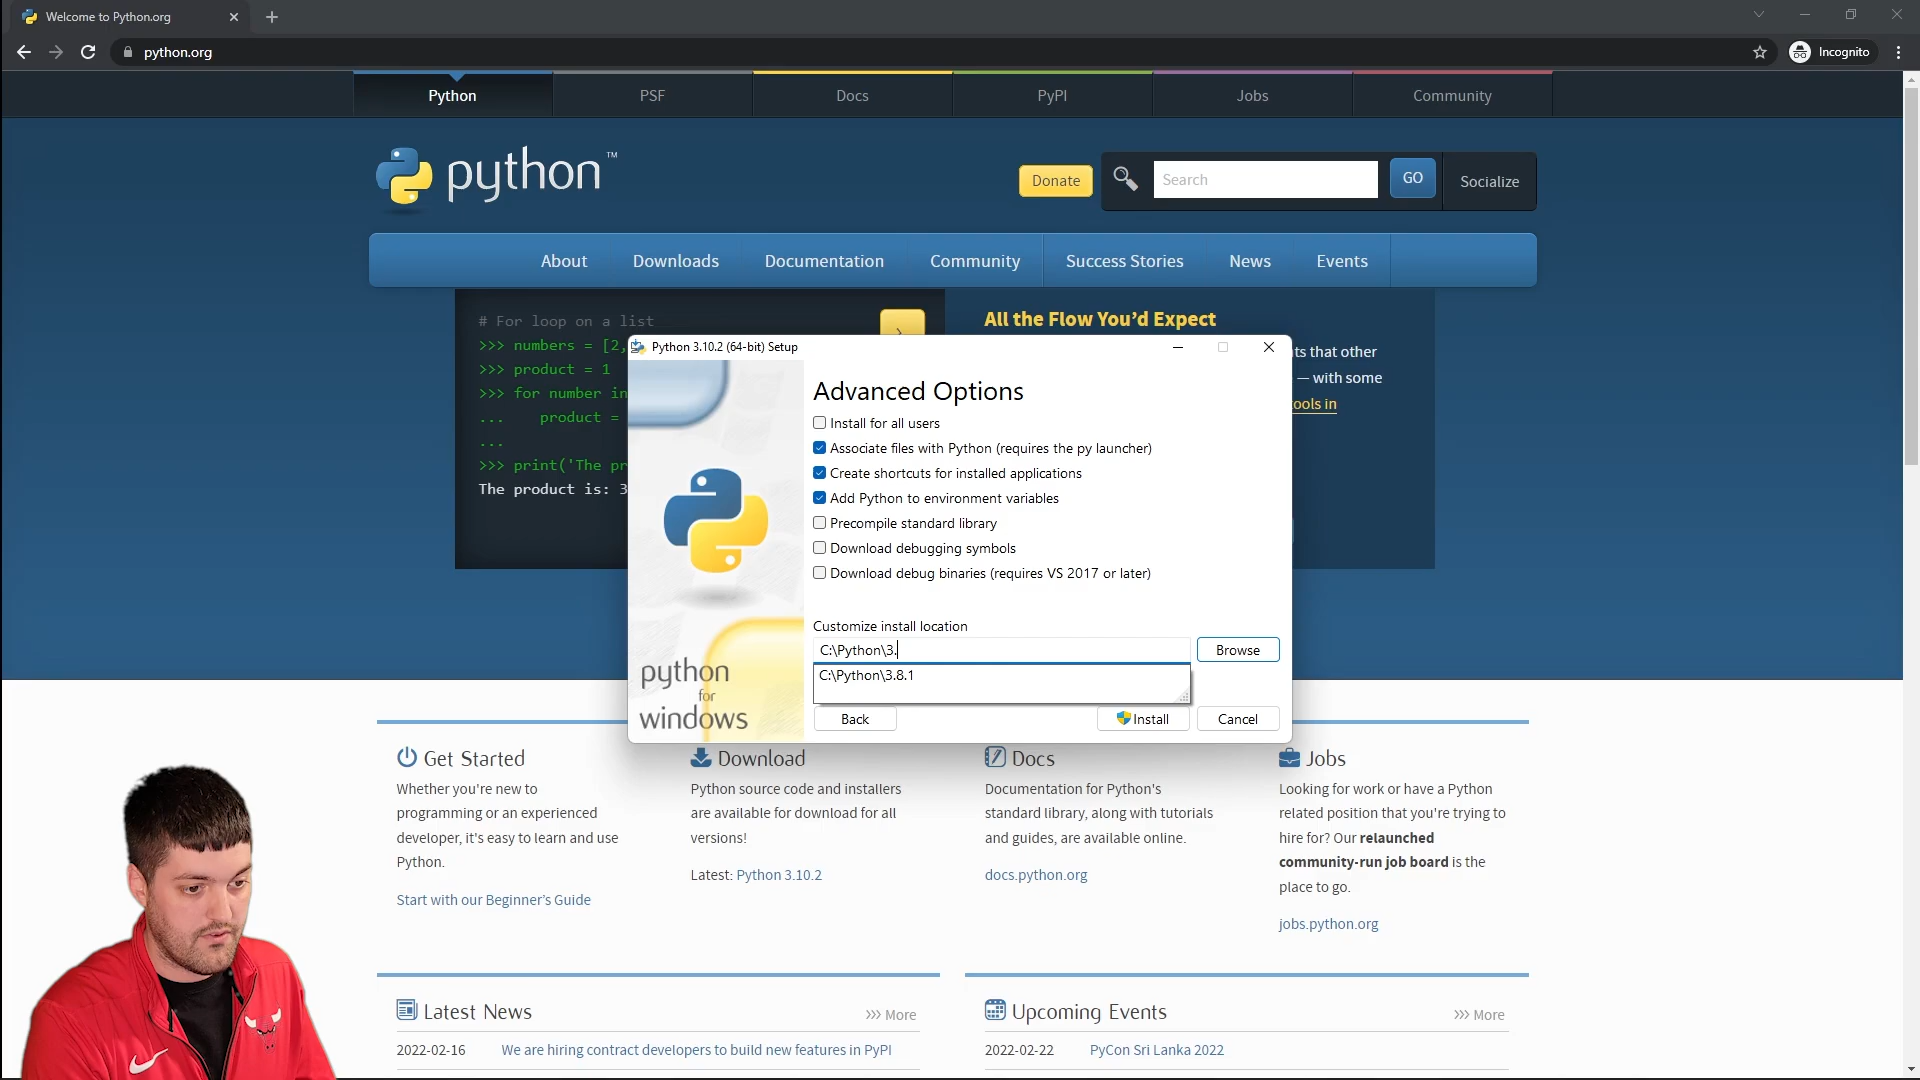 Welcome to Python.org
python.org
Incognito
Python
PSF
Docs
PyPI
Jobs
Community
python™
Donate
Search
GO
Socialize
About
Downloads
Documentation
Community
Success Stories
News
Events
# For loop on a list
>>> numbers = [2,
>>> product = 1
>>> for number in
... product =
...
>>> print('The pr
The product is: 3
All the Flow You'd Expect
ts that other
— with some
tools in
Python 3.10.2 (64-bit) Setup
Advanced Options
Install for all users
Associate files with Python (requires the py launcher)
Create shortcuts for installed applications
Add Python to environment variables
Precompile standard library
Download debugging symbols
Download debug binaries (requires VS 2017 or later)
Customize install location
C:\Python\3.
Browse
C:\Python\3.8.1
python
for
windows
Back
Install
Cancel
Get Started
Whether you're new to
programming or an experienced
developer, it's easy to learn and use
Python.
Start with our Beginner's Guide
Download
Python source code and installers
are available for download for all
versions!
Latest: Python 3.10.2
Docs
Documentation for Python's
standard library, along with tutorials
and guides, are available online.
docs.python.org
Jobs
Looking for work or have a Python
related position that you're trying to
hire for? Our relaunched
community-run job board is the
place to go.
jobs.python.org
Latest News
>>> More
2022-02-16 We are hiring contract developers to build new features in PyPI
Upcoming Events
>>> More
2022-02-22 PyCon Sri Lanka 2022